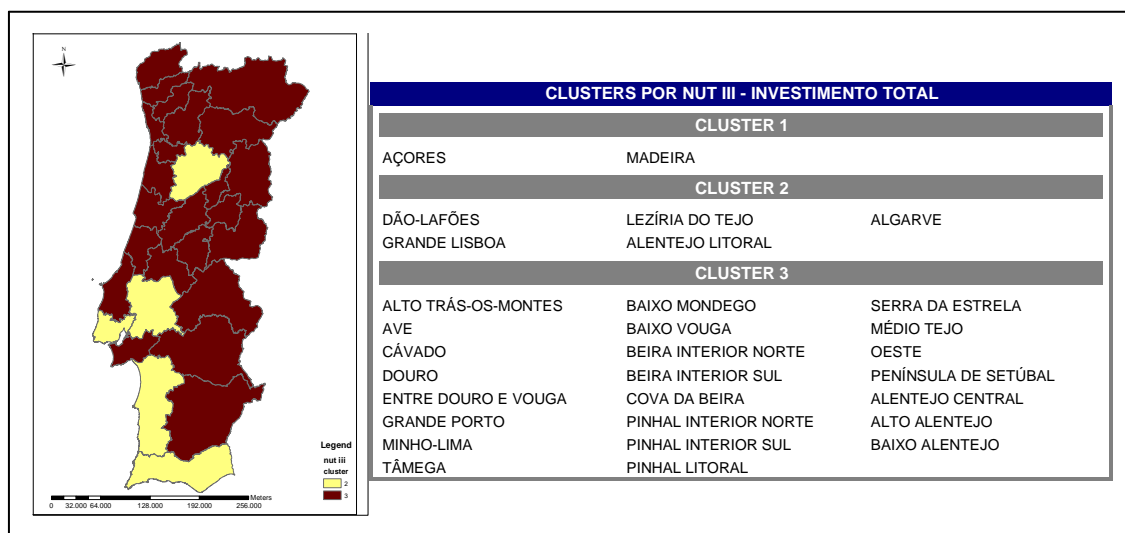 N
CLUSTERS POR NUT III - INVESTIMENTO TOTAL
CLUSTER 1
AÇORES MADEIRA
CLUSTER 2
DÃO-LAFÕES LEZÍRIA DO TEJO ALGARVE
GRANDE LISBOA ALENTEJO LITORAL
CLUSTER 3
ALTO TRÁS-OS-MONTES BAIXO MONDEGO SERRA DA ESTRELA
AVE BAIXO VOUGA MÉDIO TEJO
CÁVADO BEIRA INTERIOR NORTE OESTE
DOURO BEIRA INTERIOR SUL PENÍNSULA DE SETÚBAL
ENTRE DOURO E VOUGA COVA DA BEIRA ALENTEJO CENTRAL
GRANDE PORTO PINHAL INTERIOR NORTE ALTO ALENTEJO
MINHO-LIMA PINHAL INTERIOR SUL BAIXO ALENTEJO
TÂMEGA PINHAL LITORAL
Legend
nut iii
cluster
2
3
Meters
0 32.000 64.000 128.000 192.000 256.000